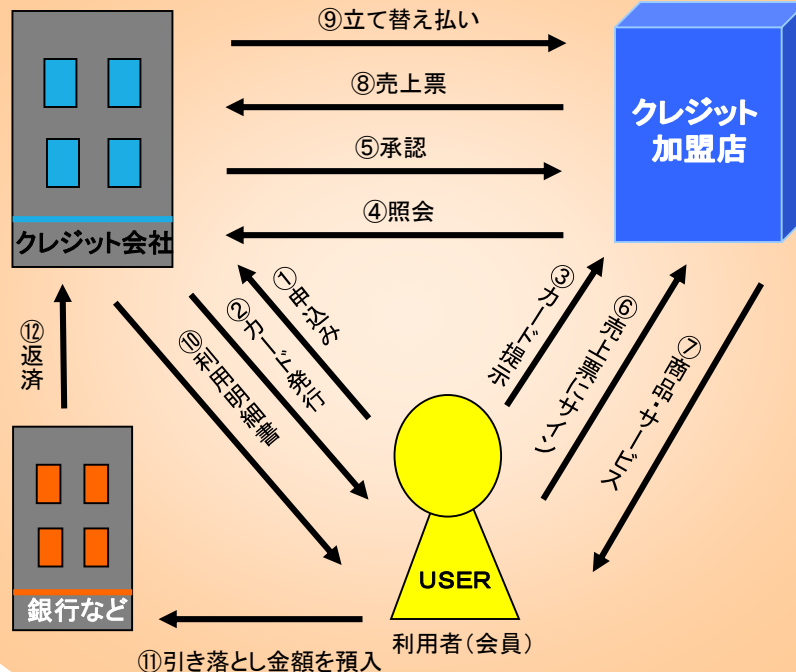 ⑨立て替え払い
⑧売上票
クレジット
加盟店
⑤承認
④照会
クレジット会社
①申込み
②カード発行
③カード提示
⑥売上票にサイン
⑦商品・サービス
⑩利用明細書
⑫返済
USER
銀行など
利用者(会員)
⑪引き落とし金額を預入